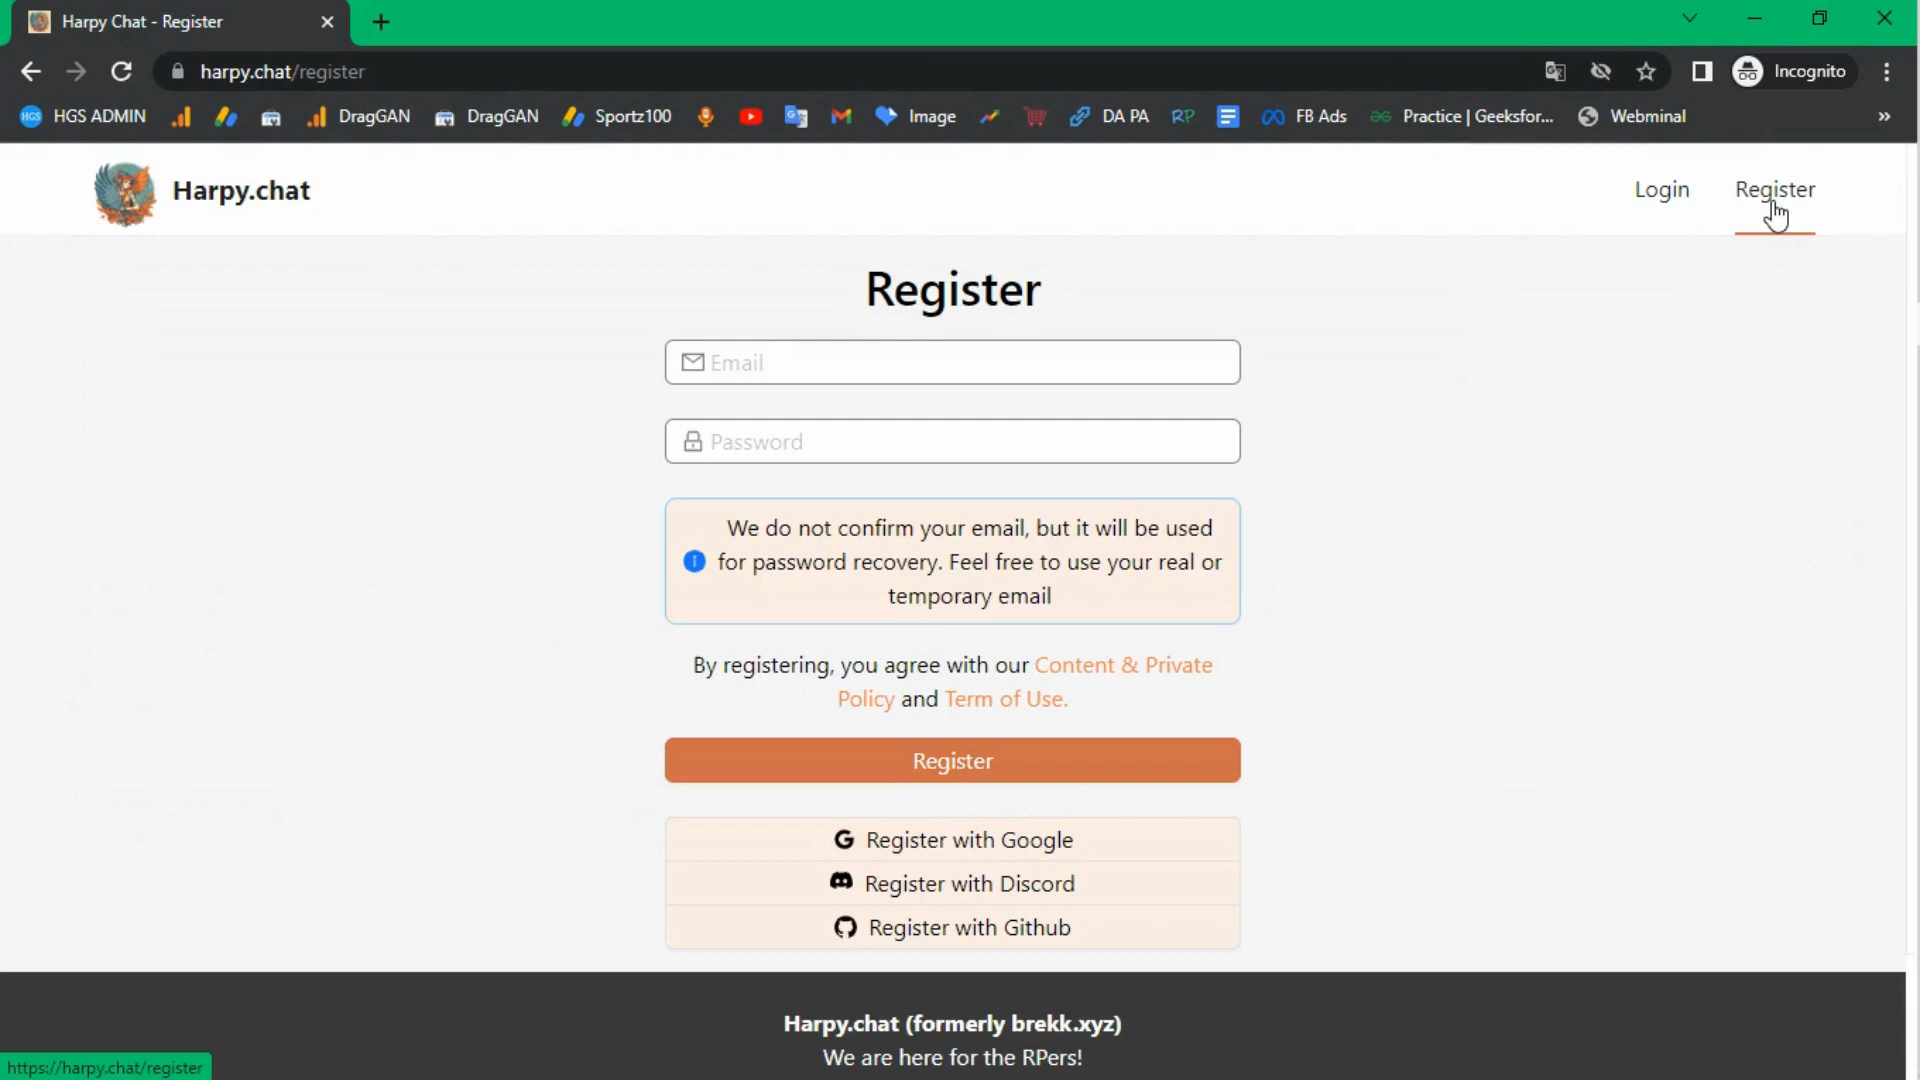 Harpy Chat - Register
harpy.chat/register
Incognito
HGS ADMIN
DragGAN
DragGAN
Sportz100
Image
DA PA
RP
FB Ads
Practice | Geeksfor...
Webminal
»
Harpy.chat
Login
Register
Register
Email
Password
We do not confirm your email, but it will be used
for password recovery. Feel free to use your real or
temporary email
By registering, you agree with our Content & Private
Policy and Term of Use.
Register
Register with Google
Register with Discord
Register with Github
Harpy.chat (formerly brekk.xyz)
We are here for the RPers!
https://harpy.chat/register